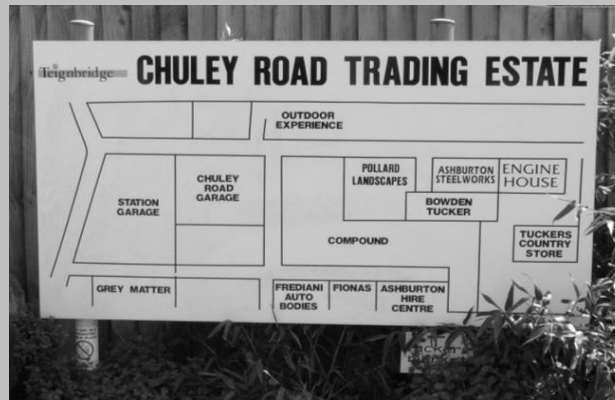 Teignbridge
CHULEY ROAD TRADING ESTATE
OUTDOOR
EXPERIENCE
STATION
GARAGE
CHULEY
ROAD
GARAGE
POLLARD
LANDSCAPES
ASHBURTON
STEELWORKS
ENGINE
HOUSE
BOWDEN
TUCKER
COMPOUND
TUCKERS
COUNTRY
STORE
GREY MATTER
FREDIANI
AUTO
BODIES
FIONAS
ASHBURTON
HIRE
CENTRE